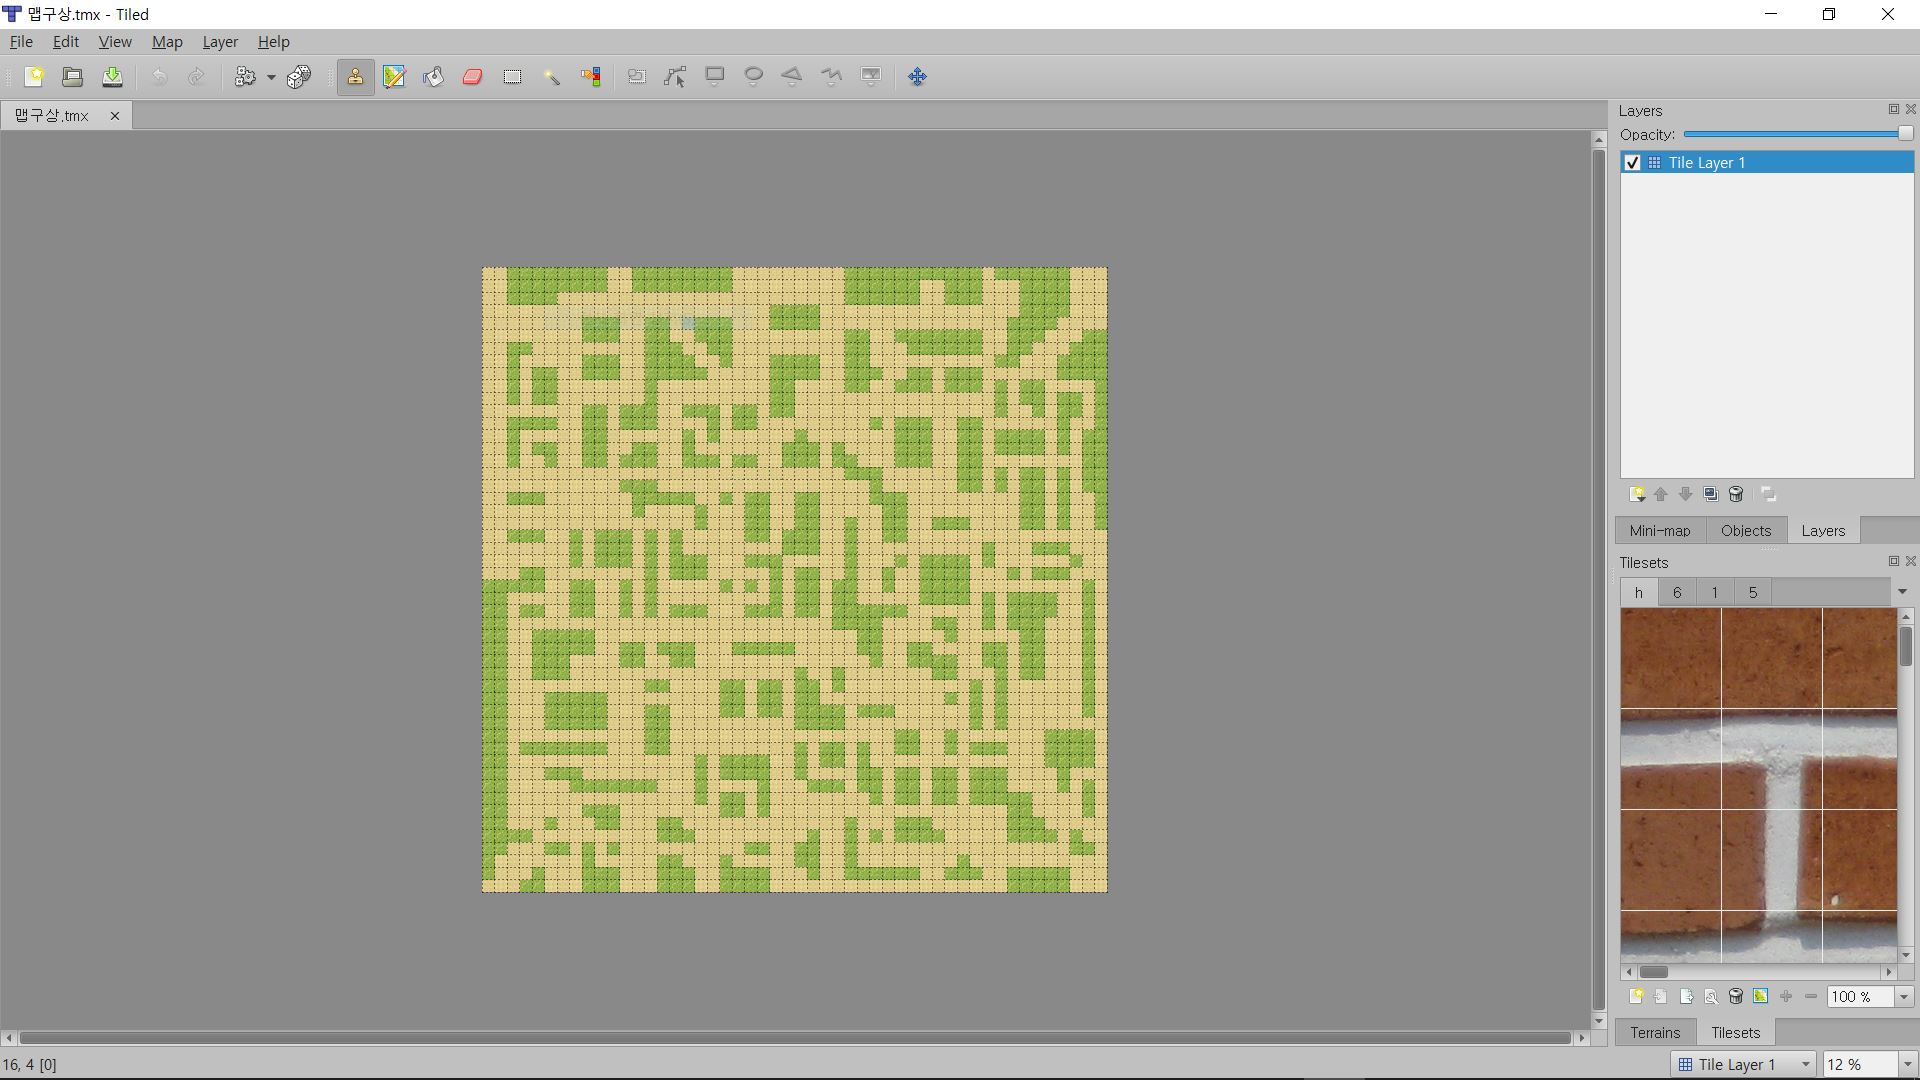 맵구상.tmx - Tiled
File Edit View Map Layer Help
맵구상.tmx
Layers
Opacity:
Tile Layer 1
Mini-map Objects Layers
Tilesets
h 6 1 5
100 %
Terrains Tilesets
16, 4 [0]
Tile Layer 1
12 %